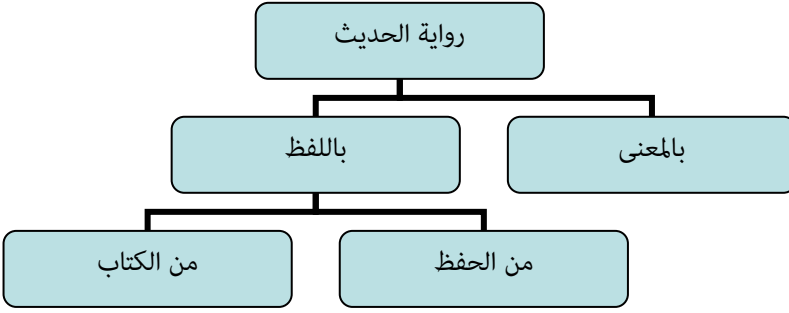 رواية الحديث
بالمعنى
باللفظ
من الحفظ
من الكتاب